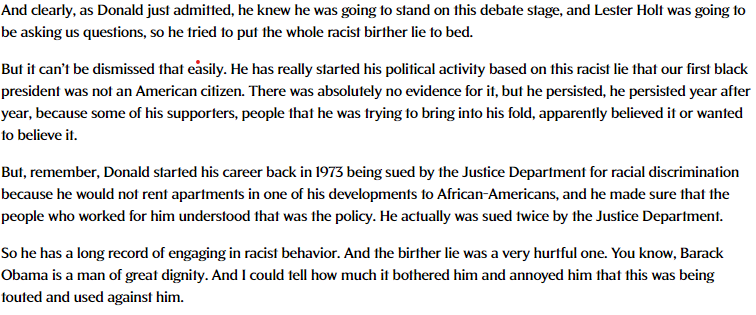 And clearly, as Donald just admitted, he knew he was going to stand on this debate stage, and Lester Holt was going to
be asking us questions, so he tried to put the whole racist birther lie to bed.
But it can't be dismissed that easily. He has really started his political activity based on this racist lie that our first black
president was not an American citizen. There was absolutely no evidence for it, but he persisted, he persisted year after
year, because some of his supporters, people that he was trying to bring into his fold, apparently believed it or wanted
to believe it.
But, remember, Donald started his career back in 1973 being sued by the Justice Department for racial discrimination
because he would not rent apartments in one of his developments to African-Americans, and he made sure that the
people who worked for him understood that was the policy. He actually was sued twice by the Justice Department.
So he has a long record of engaging in racist behavior. And the birther lie was a very hurtful one. You know, Barack
Obama is a man of great dignity. And I could tell how much it bothered him and annoyed him that this was being
touted and used against him.